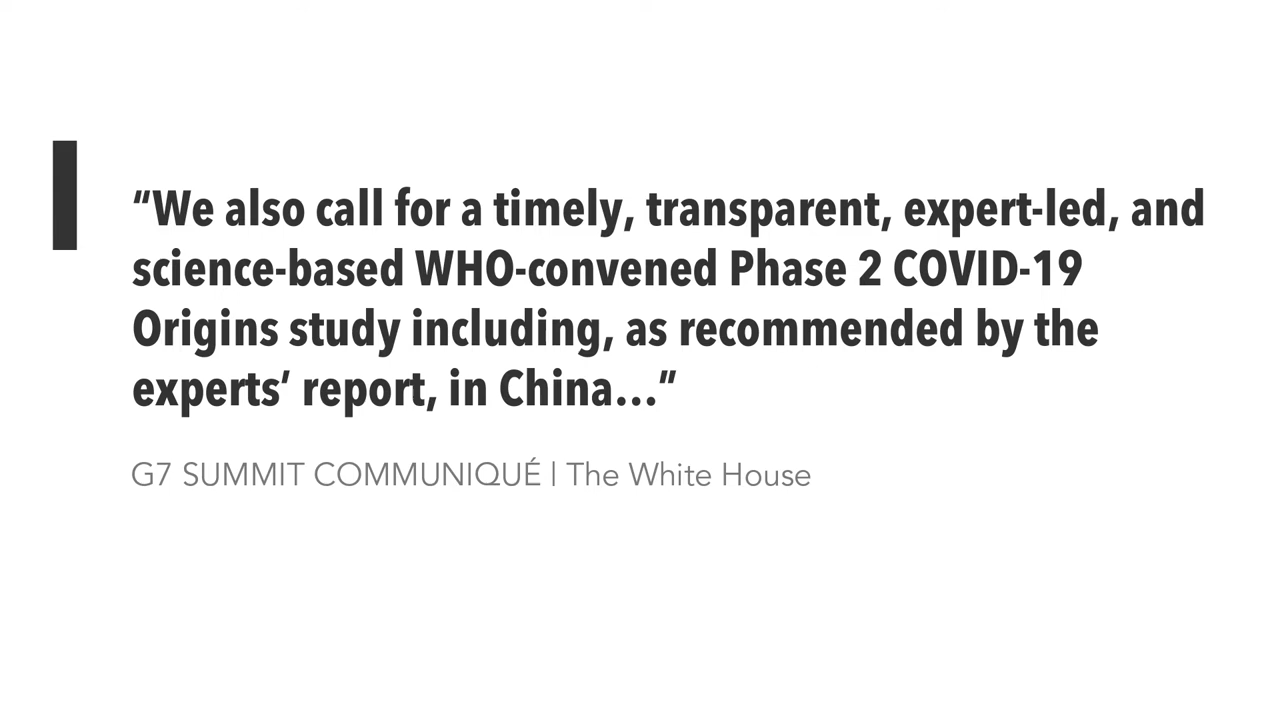 “We also call for a timely, transparent, expert-led, and
science-based WHO-convened Phase 2 COVID-19
Origins study including, as recommended by the
experts’ report, in China...”
G7 SUMMIT COMMUNIQUÉ | The White House